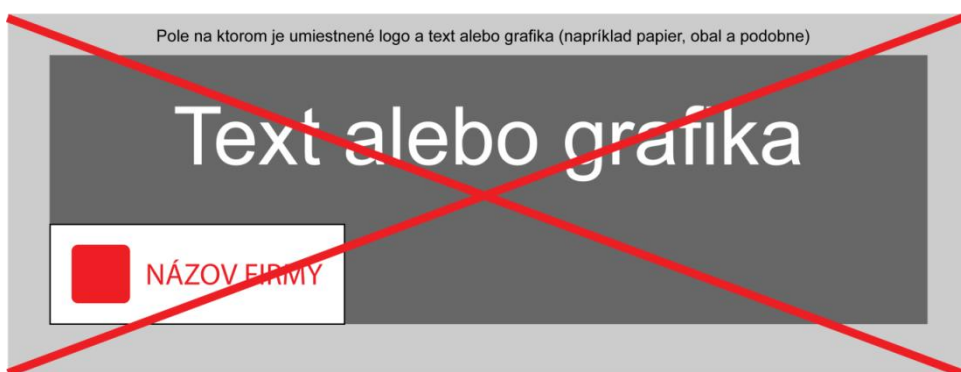 Pole na ktorom je umiestnené logo a text alebo grafika (napríklad papier, obal a podobne)
Text alebo grafika
NÁZOV FIRMY